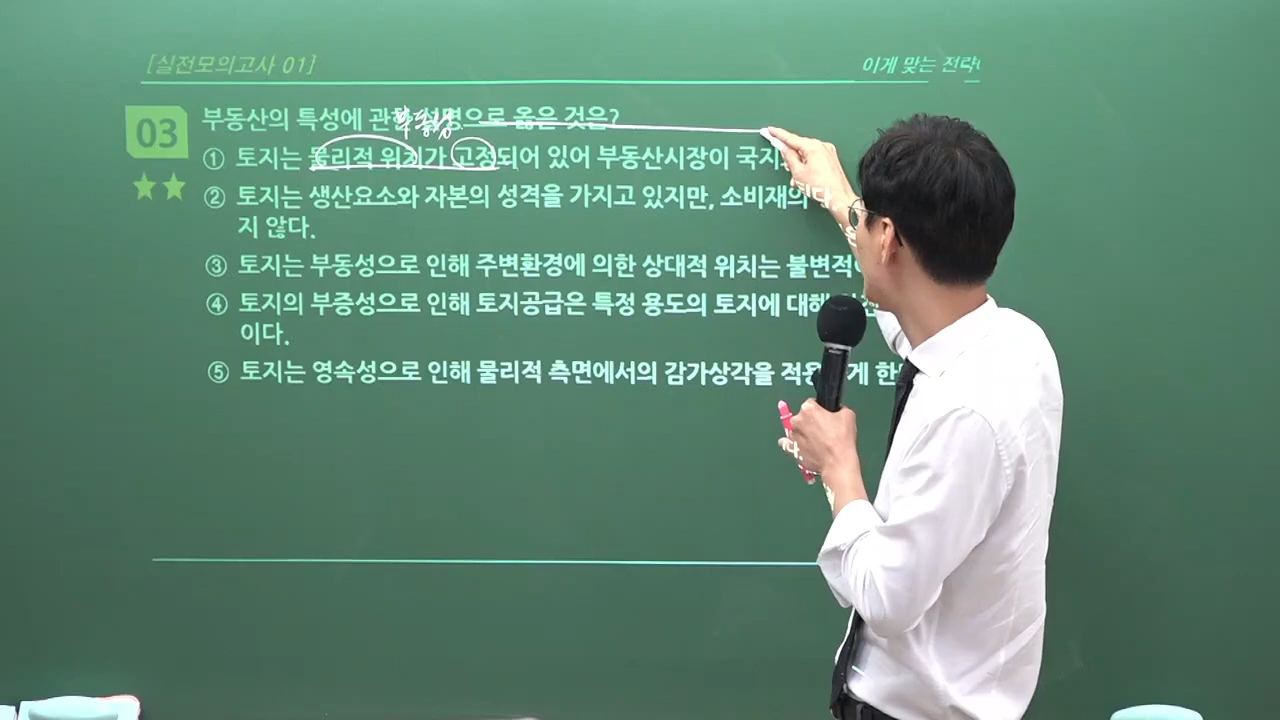 [실전모의고사 01]
이게 맞는 전략
03
부동산의 특성에 관한 설명으로 옳은 것은?
부동성
① 토지는 물리적 위치가 고정되어 있어 부동산시장이 국지
② 토지는 생산요소와 자본의 성격을 가지고 있지만, 소비재의
지 않다.
③ 토지는 부동성으로 인해 주변환경에 의한 상대적 위치는 불변적
④ 토지의 부증성으로 인해 토지공급은 특정 용도의 토지에 대해
이다.
⑤ 토지는 영속성으로 인해 물리적 측면에서의 감가상각을 적용 게 한